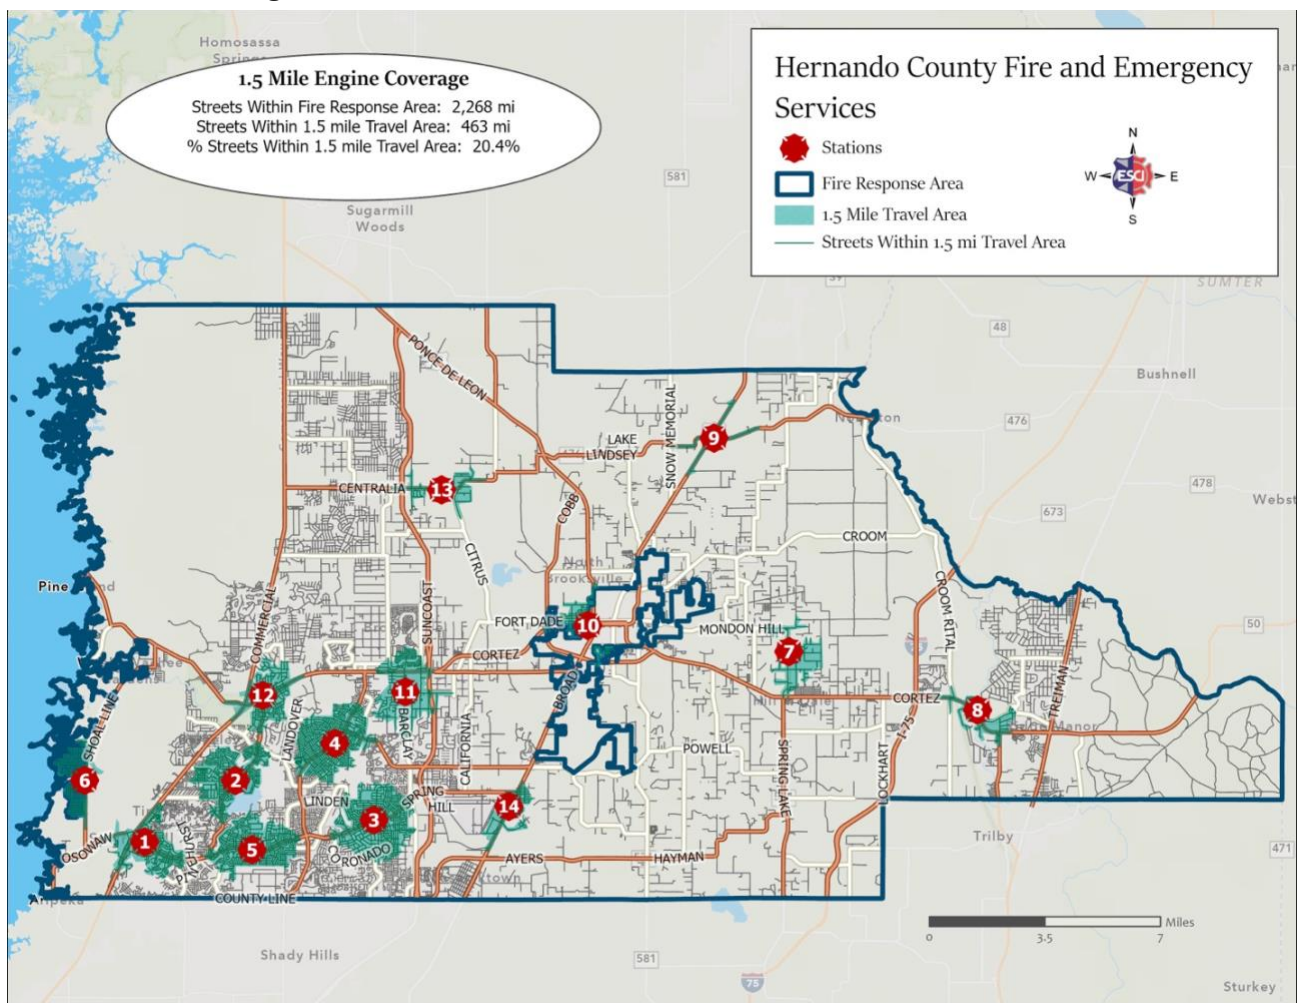 Homosassa
1.5 Mile Engine Coverage
Streets Within Fire Response Area: 2,268 mi
Streets Within 1.5 mile Travel Area: 463 mi
% Streets Within 1.5 mile Travel Area: 20.4%
Hernando County Fire and Emergency
Services
Stations
Fire Response Area
1.5 Mile Travel Area
Streets Within 1.5 mi Travel Area
N
W
ESCI
E
S
581
Sugarmill
Woods
SUMTER
48
Bushnell
PONCE DE LEON
476
SNOW MEMORIAL
LAKE
LINDSEY
9
CENTRALIA
13
478
COBB
673
CITRUS
CROOM
North
Brooksville
Pine
CROOM RITAL
COMMERCIAL
SUNCOAST
FORT DADE
10
MONDON HILL
50
7
CORTEZ
12
11
BROAD
CORTEZ
TREIMAN
SHOAL LINE
LANDOVER
BARCLAY
8
I-75
4
CALIFORNIA
POWELL
6
2
SPRING LAKE
LOCKHART
LINDEN
SPRING
HILL
14
3
1
OSOWAW
5
CORONADO
AYERS
HAYMAN
Trilby
471
COUNTY LINE
Miles
0
3.5
7
Shady Hills
581
75
Sturkey